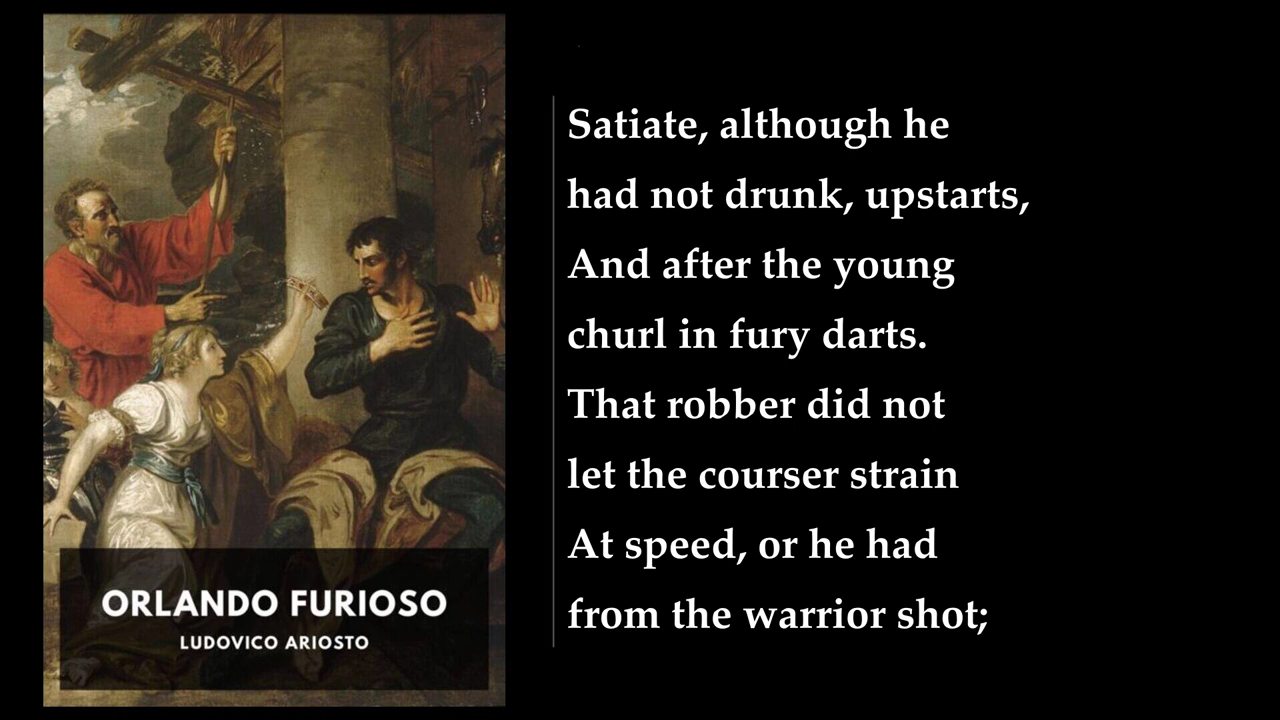 ORLANDO FURIOSO
LUDOVICO ARIOSTO
Satiate, although he
had not drunk, upstarts,
And after the young
churl in fury darts.
That robber did not
let the courser strain
At speed, or he had
from the warrior shot;